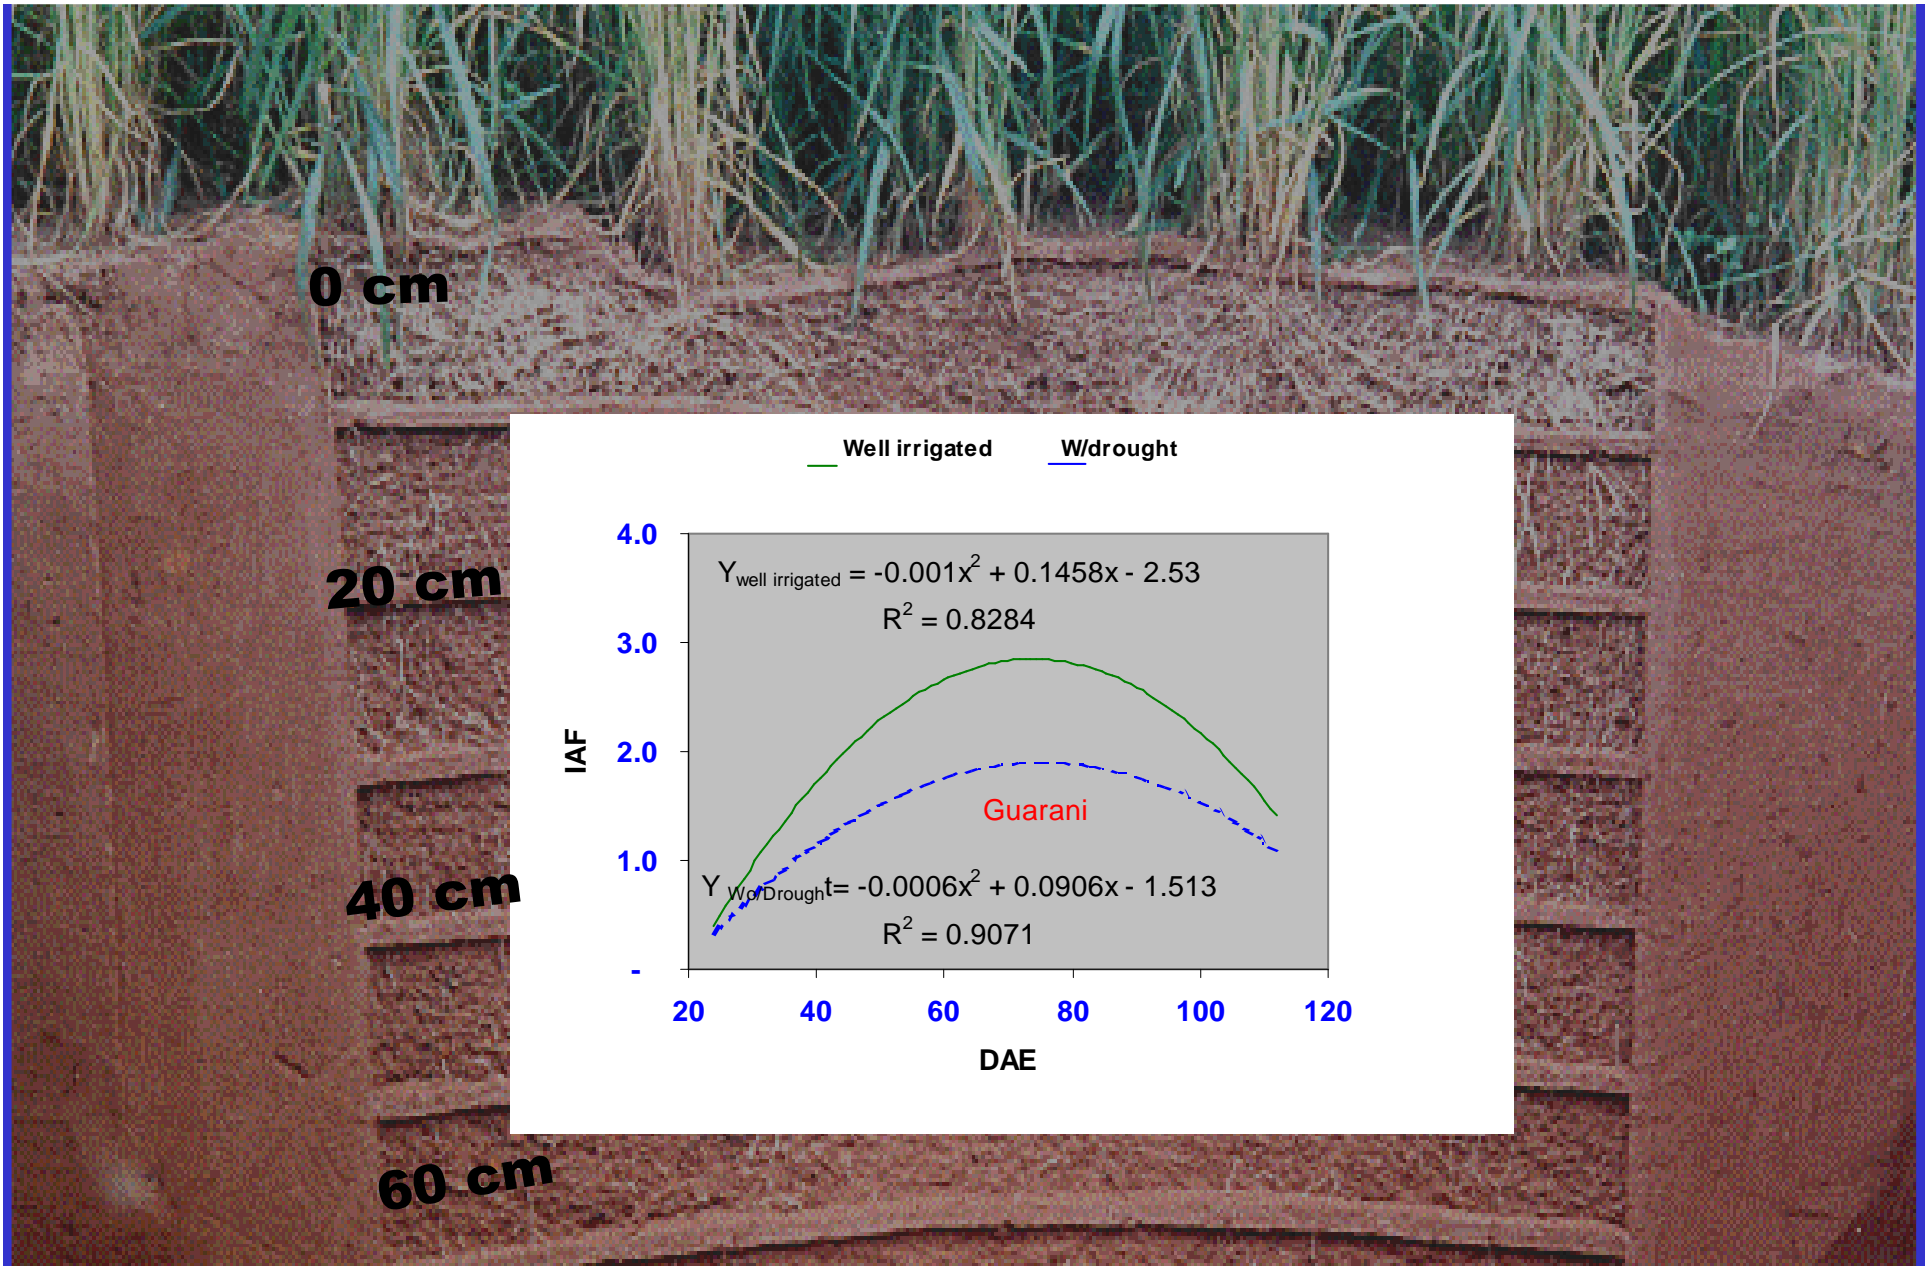 0 cm
Well irrigated W/drought
4.0
Y well irrigated = -0.001x² + 0.1458x - 2.53
R² = 0.8284
20 cm
3.0
IAF
2.0
Guarani
1.0
Y Wo/Drought= -0.0006x² + 0.0906x - 1.513
40 cm
R² = 0.9071
-
20 40 60 80 100 120
DAE
60 cm